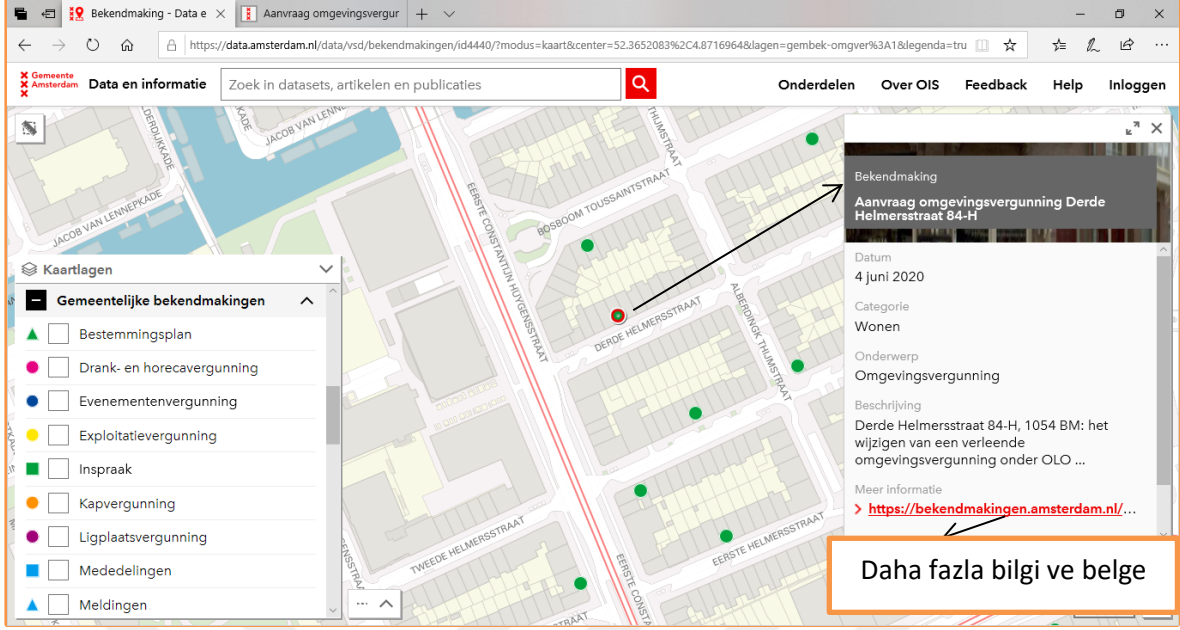 Bekendmaking - Data e
Aanvraag omgevingsvergur
https://data.amsterdam.nl/data/vsd/bekendmakingen/id4440/?modus=kaart&center=52.3652083%2C4.8716964&lagen=gembek-omgver%3A1&legenda=tru
Gemeente
Amsterdam
Data en informatie
Zoek in datasets, artikelen en publicaties
Onderdelen
Over OIS
Feedback
Help
Inloggen
JACOB VAN LENN
JACOB VAN LENNEPKADE
EERSTE CONSTANTIJN HUYGENSSTRAAT
BOSBOOM TOUSSAINTSTRAAT
THUMSTRAAT
ALBERDINGK THIJMSTRAAT
DERDE HELMERSSTRAAT
TWEEDE HELMERSSTRAAT
EERSTE HELMERSSTRAAT
EERSTE CONSTA
Kaartlagen
Gemeentelijke bekendmakingen
Bestemmingsplan
Drank- en horecavergunning
Evenementenvergunning
Exploitatievergunning
Inspraak
Kapvergunning
Ligplaatsvergunning
Mededelingen
Meldingen
Bekendmaking
Aanvraag omgevingsvergunning Derde
Helmersstraat 84-H
Datum
4 juni 2020
Categorie
Wonen
Onderwerp
Omgevingsvergunning
Beschrijving
Derde Helmersstraat 84-H, 1054 BM: het
wijzigen van een verleende
omgevingsvergunning onder OLO ...
Meer informatie
https://bekendmakingen.amsterdam.nl/...
Daha fazla bilgi ve belge